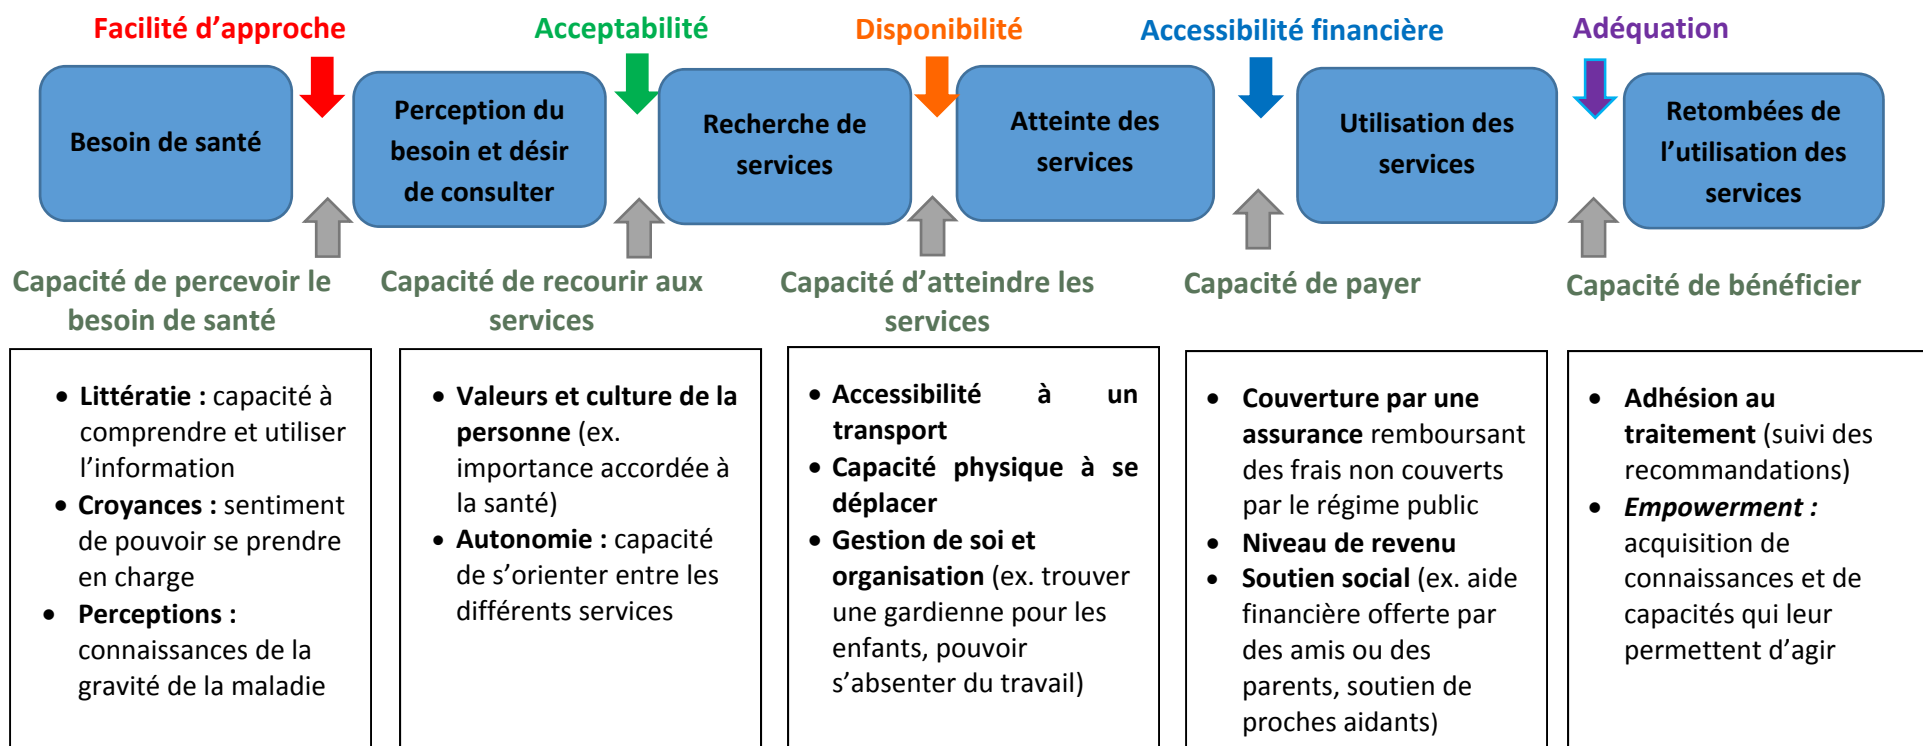 Facilité d’approche
Acceptabilité
Disponibilité
Accessibilité financière
Adéquation
Besoin de santé
Perception du
besoin et désir
de consulter
Recherche de
services
Atteinte des
services
Utilisation des
services
Retombées de
l’utilisation des
services
Capacité de percevoir le
besoin de santé
Capacité de recourir aux
services
Capacité d’atteindre les
services
Capacité de payer
Capacité de bénéficier
• Littératie : capacité à
comprendre et utiliser
l’information
• Croyances : sentiment
de pouvoir se prendre
en charge
• Perceptions :
connaissances de la
gravité de la maladie
• Valeurs et culture de la
personne (ex.
importance accordée à
la santé)
• Autonomie : capacité
de s’orienter entre les
différents services
• Accessibilité à un
transport
• Capacité physique à se
déplacer
• Gestion de soi et
organisation (ex. trouver
une gardienne pour les
enfants, pouvoir
s’absenter du travail)
• Couverture par une
assurance remboursant
des frais non couverts
par le régime public
• Niveau de revenu
• Soutien social (ex. aide
financière offerte par
des amis ou des
parents, soutien de
proches aidants)
• Adhésion au
traitement (suivi des
recommandations)
• Empowerment :
acquisition de
connaissances et de
capacités qui leur
permettent d’agir